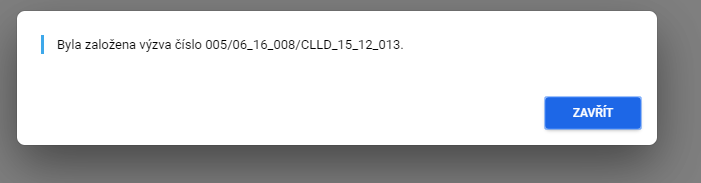 Byla založena výzva číslo 005/06_16_008/CLLD_15_12_013.
ZAVŘÍT